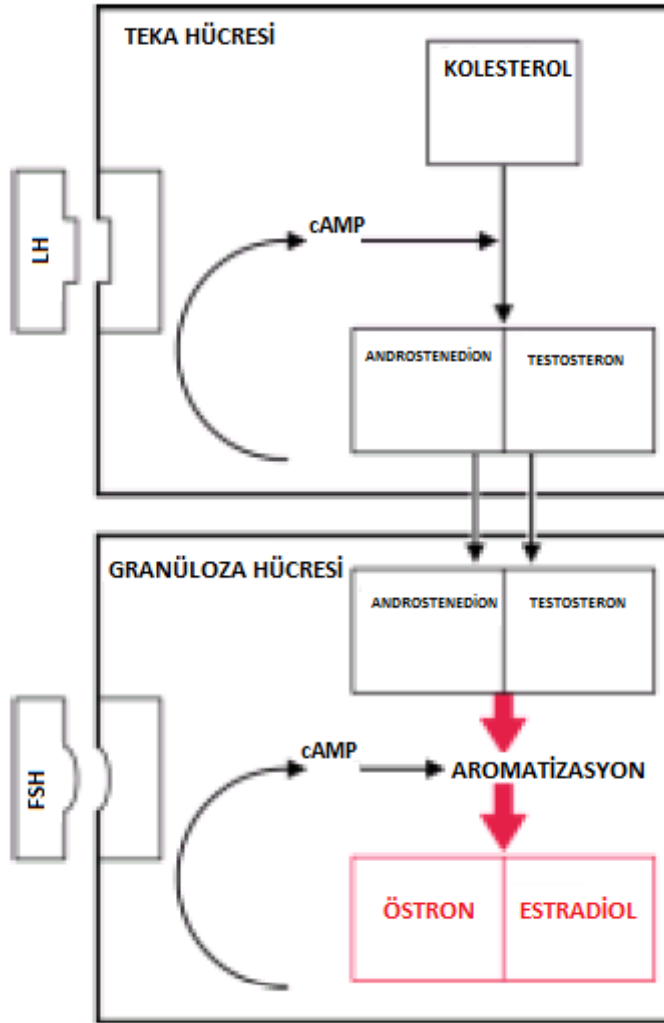 TEKA HÜCRESİ
KOLESTEROL
LH
cAMP
ANDROSTENEDİON
TESTOSTERON
GRANÜLOZA HÜCRESİ
ANDROSTENEDİON
TESTOSTERON
FSH
cAMP
AROMATİZASYON
ÖSTRON
ESTRADİOL